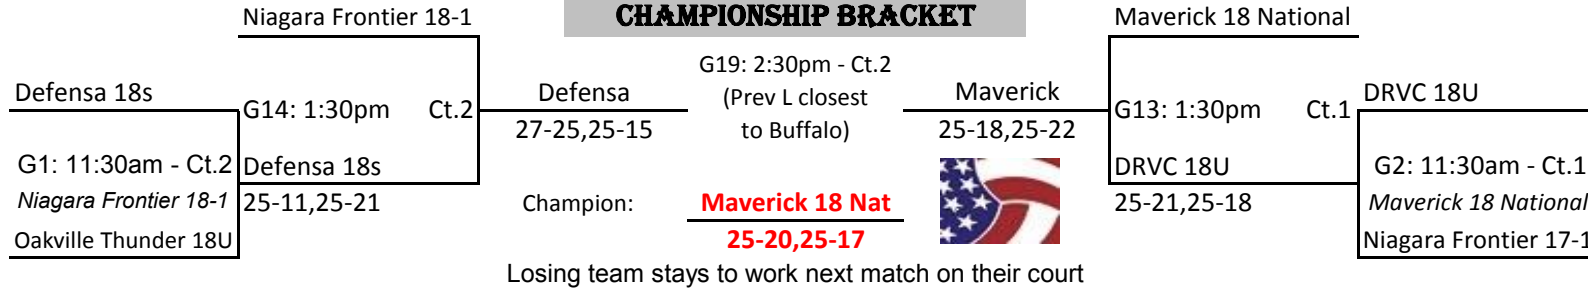 CHAMPIONSHIP BRACKET
Niagara Frontier 18-1
Maverick 18 National
G19: 2:30pm - Ct.2
Defensa 18s
Defensa
(Prev L closest
Maverick
DRVC 18U
G14: 1:30pm Ct.2
G13: 1:30pm Ct.1
27-25,25-15
to Buffalo)
25-18,25-22
G1: 11:30am - Ct.2
Defensa 18s
DRVC 18U
G2: 11:30am - Ct.1
Niagara Frontier 18-1
25-11,25-21
Champion:
Maverick 18 Nat
25-21,25-18
Maverick 18 National
Oakville Thunder 18U
25-20,25-17
Niagara Frontier 17-1
Losing team stays to work next match on their court